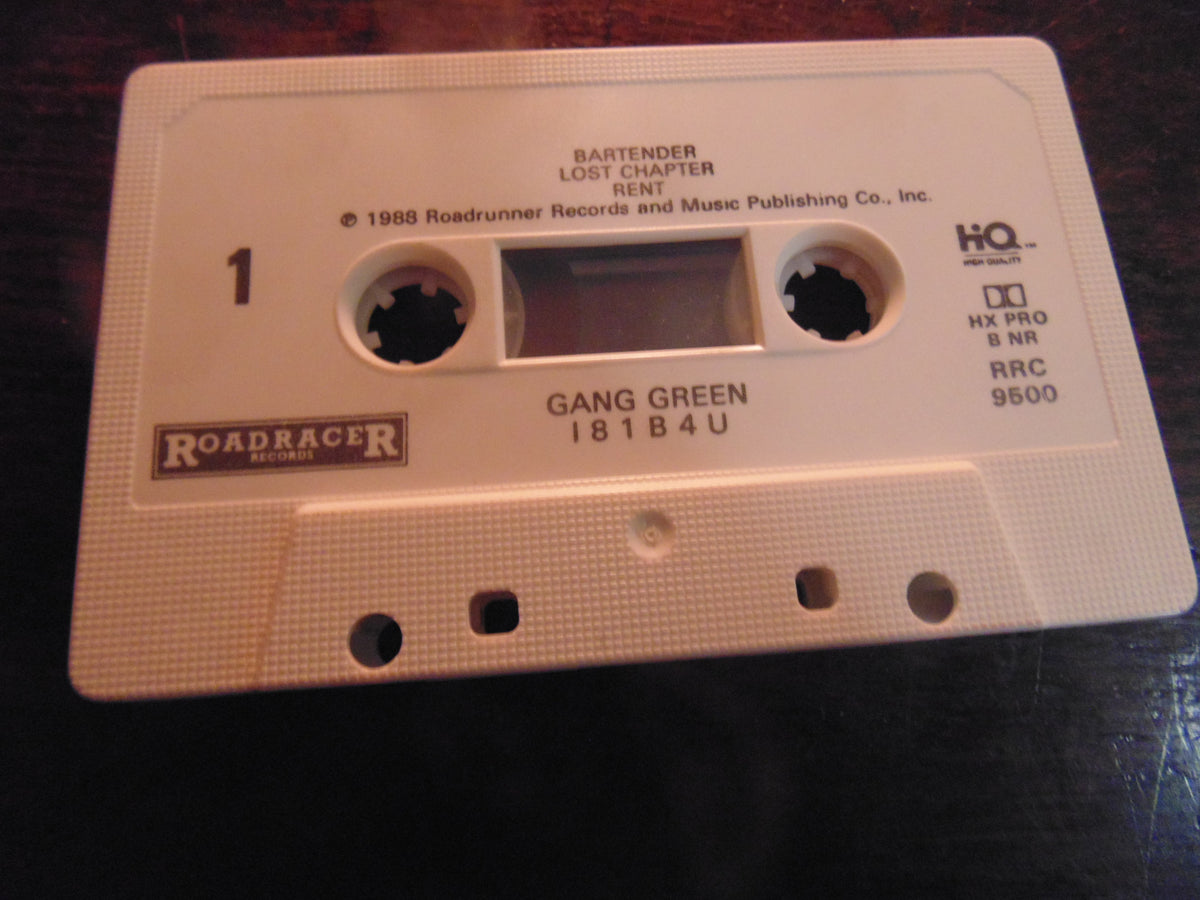 BARTENDER
LOST CHAPTER
RENT
℗ 1988 Roadrunner Records and Music Publishing Co., Inc.
1
HiQ™
HIGH QUALITY
HX PRO
B NR
RRC
9500
GANG GREEN
I 8 1 B 4 U
ROADRACER
RECORDS